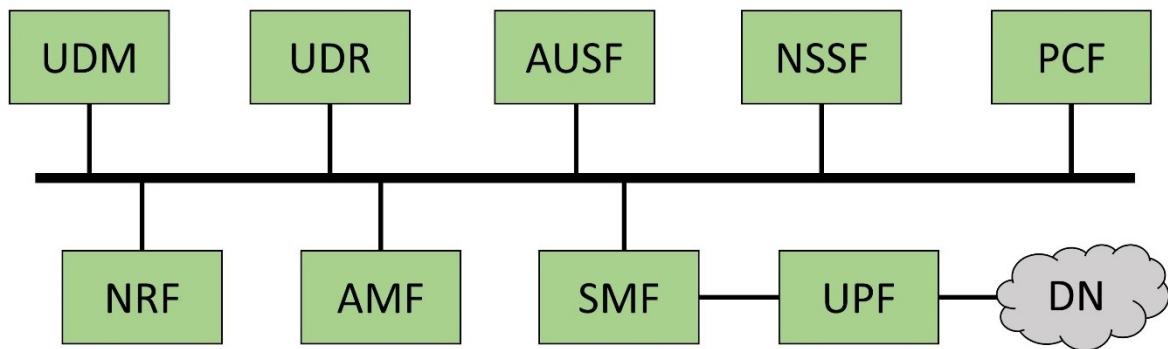 UDM
UDR
AUSF
NSSF
PCF
NRF
AMF
SMF
UPF
DN